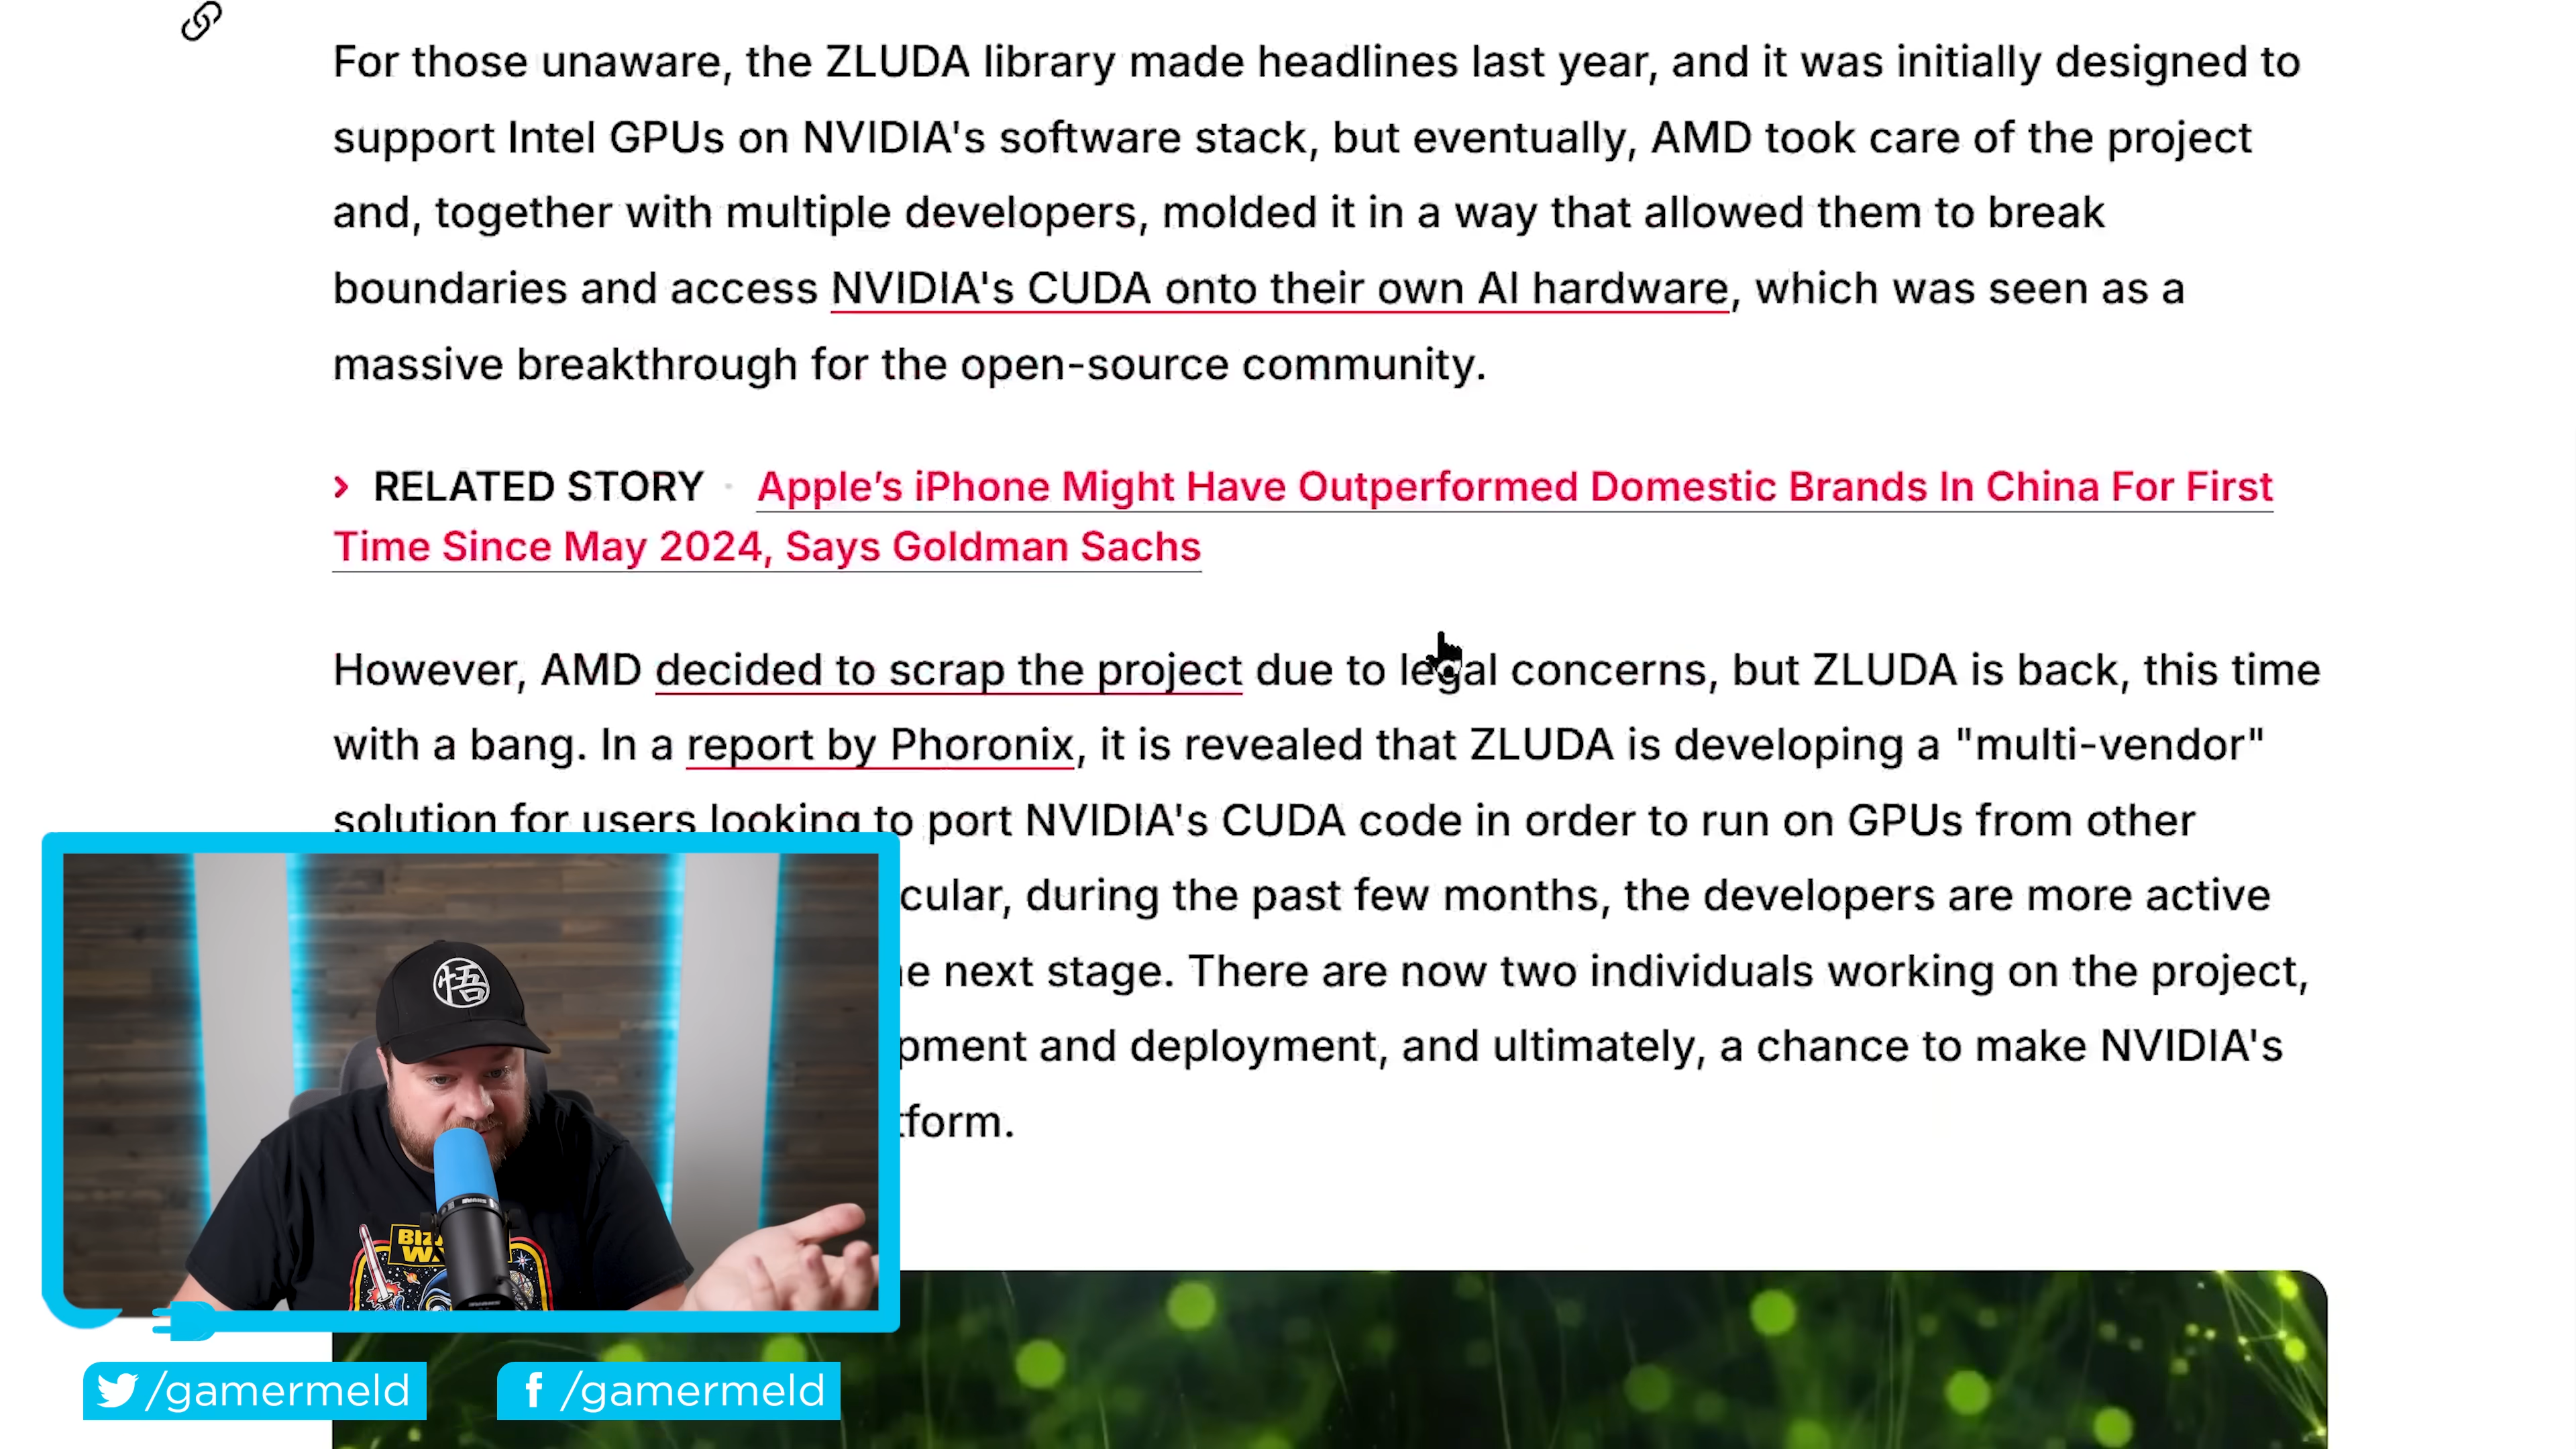 For those unaware, the ZLUDA library made headlines last year, and it was initially designed to
support Intel GPUs on NVIDIA's software stack, but eventually, AMD took care of the project
and, together with multiple developers, molded it in a way that allowed them to break
boundaries and access NVIDIA's CUDA onto their own AI hardware, which was seen as a
massive breakthrough for the open-source community.
RELATED STORY · Apple’s iPhone Might Have Outperformed Domestic Brands In China For First
Time Since May 2024, Says Goldman Sachs
However, AMD decided to scrap the project due to legal concerns, but ZLUDA is back, this time
with a bang. In a report by Phoronix, it is revealed that ZLUDA is developing a "multi-vendor"
solution for users looking to port NVIDIA's CUDA code in order to run on GPUs from other
cular, during the past few months, the developers are more active
next stage. There are now two individuals working on the project,
pment and deployment, and ultimately, a chance to make NVIDIA's
tform.
悟
/gamermeld
/gamermeld